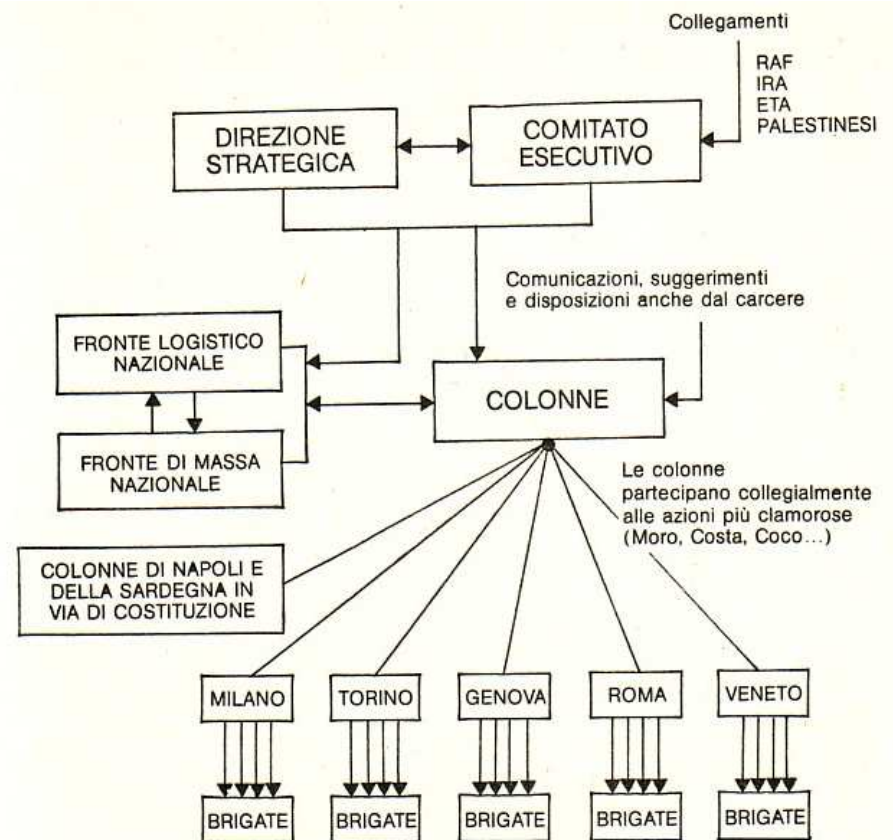 Collegamenti
RAF
IRA
ETA
PALESTINESI
DIREZIONE
STRATEGICA
COMITATO
ESECUTIVO
Comunicazioni, suggerimenti
e disposizioni anche dal carcere
FRONTE LOGISTICO
NAZIONALE
COLONNE
FRONTE DI MASSA
NAZIONALE
Le colonne
partecipano collegialmente
alle azioni più clamorose
(Moro, Costa, Coco...)
COLONNE DI NAPOLI E
DELLA SARDEGNA IN
VIA DI COSTITUZIONE
MILANO
TORINO
GENOVA
ROMA
VENETO
BRIGATE
BRIGATE
BRIGATE
BRIGATE
BRIGATE